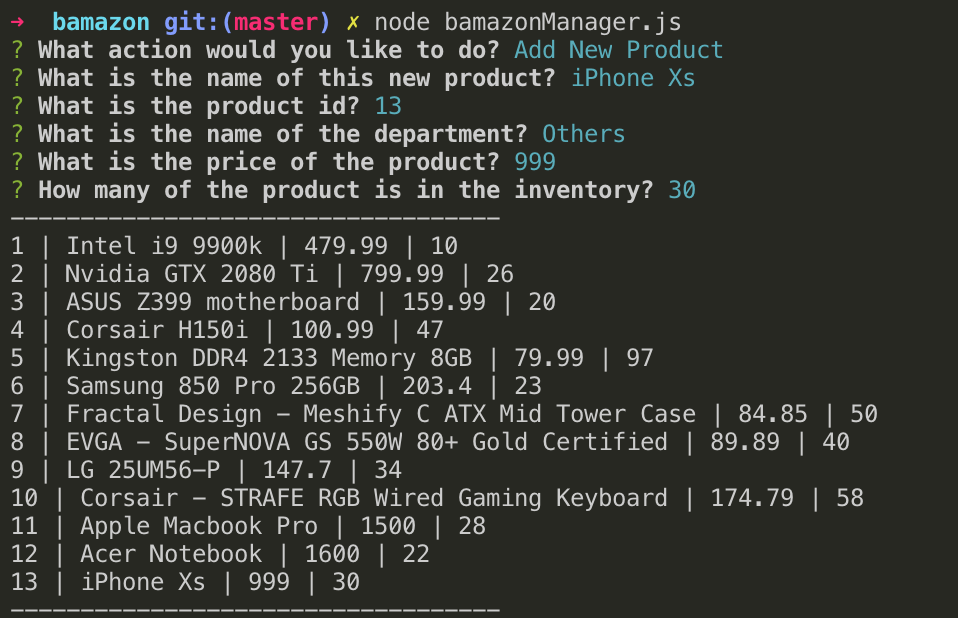 →  bamazon git:(master) ✗ node bamazonManager.js
? What action would you like to do? Add New Product
? What is the name of this new product? iPhone Xs
? What is the product id? 13
? What is the name of the department? Others
? What is the price of the product? 999
? How many of the product is in the inventory? 30
-----------------------------------
1 | Intel i9 9900k | 479.99 | 10
2 | Nvidia GTX 2080 Ti | 799.99 | 26
3 | ASUS Z399 motherboard | 159.99 | 20
4 | Corsair H150i | 100.99 | 47
5 | Kingston DDR4 2133 Memory 8GB | 79.99 | 97
6 | Samsung 850 Pro 256GB | 203.4 | 23
7 | Fractal Design - Meshify C ATX Mid Tower Case | 84.85 | 50
8 | EVGA - SuperNOVA GS 550W 80+ Gold Certified | 89.89 | 40
9 | LG 25UM56-P | 147.7 | 34
10 | Corsair - STRAFE RGB Wired Gaming Keyboard | 174.79 | 58
11 | Apple Macbook Pro | 1500 | 28
12 | Acer Notebook | 1600 | 22
13 | iPhone Xs | 999 | 30
-----------------------------------